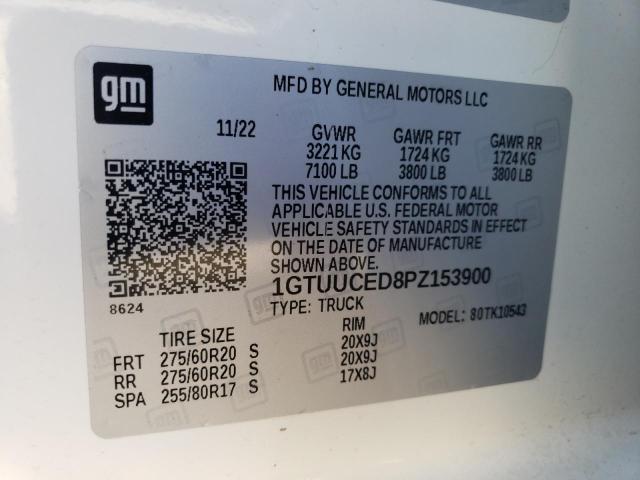 gm
MFD BY GENERAL MOTORS LLC
11/22 GVWR GAWR FRT GAWR RR
3221 KG 1724 KG 1724 KG
7100 LB 3800 LB 3800 LB
THIS VEHICLE CONFORMS TO ALL
APPLICABLE U.S. FEDERAL MOTOR
VEHICLE SAFETY STANDARDS IN EFFECT
ON THE DATE OF MANUFACTURE
SHOWN ABOVE.
1GTUUCED8PZ153900
8624
TYPE: TRUCK MODEL: 80TK10543
TIRE SIZE RIM
FRT 275/60R20 S 20X9J
RR 275/60R20 S 20X9J
SPA 255/80R17 S 17X8J